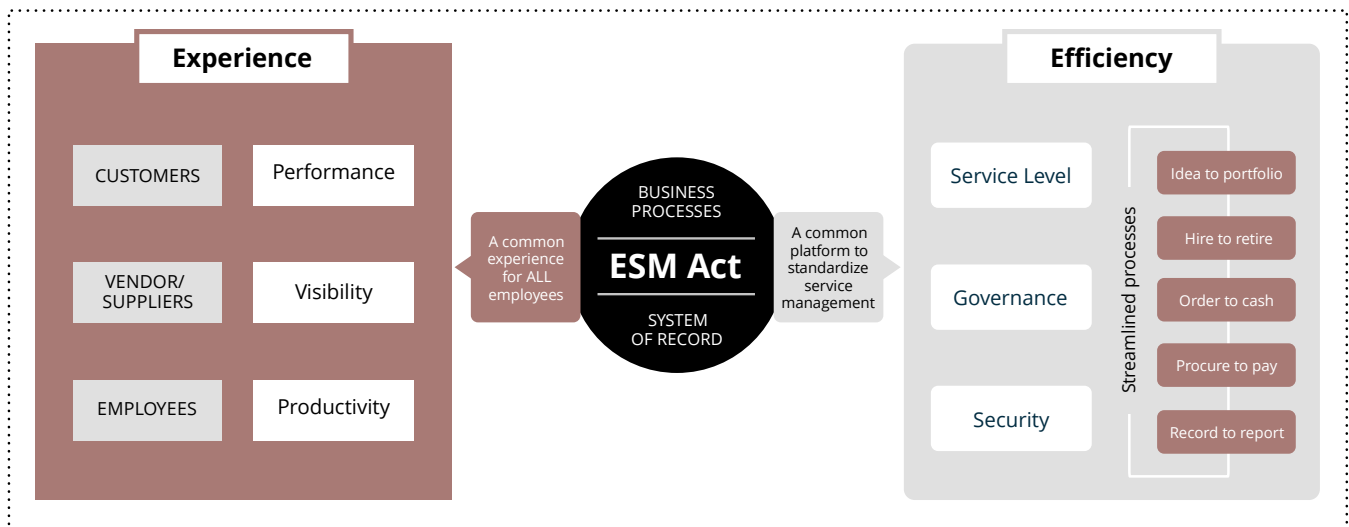 Experience
CUSTOMERS
Performance
VENDOR/
SUPPLIERS
Visibility
EMPLOYEES
Productivity
A common
experience
for ALL
employees
BUSINESS
PROCESSES
ESM Act
SYSTEM
OF RECORD
A common
platform to
standardize
service
management
Efficiency
Service Level
Governance
Security
Streamlined processes
Idea to portfolio
Hire to retire
Order to cash
Procure to pay
Record to report